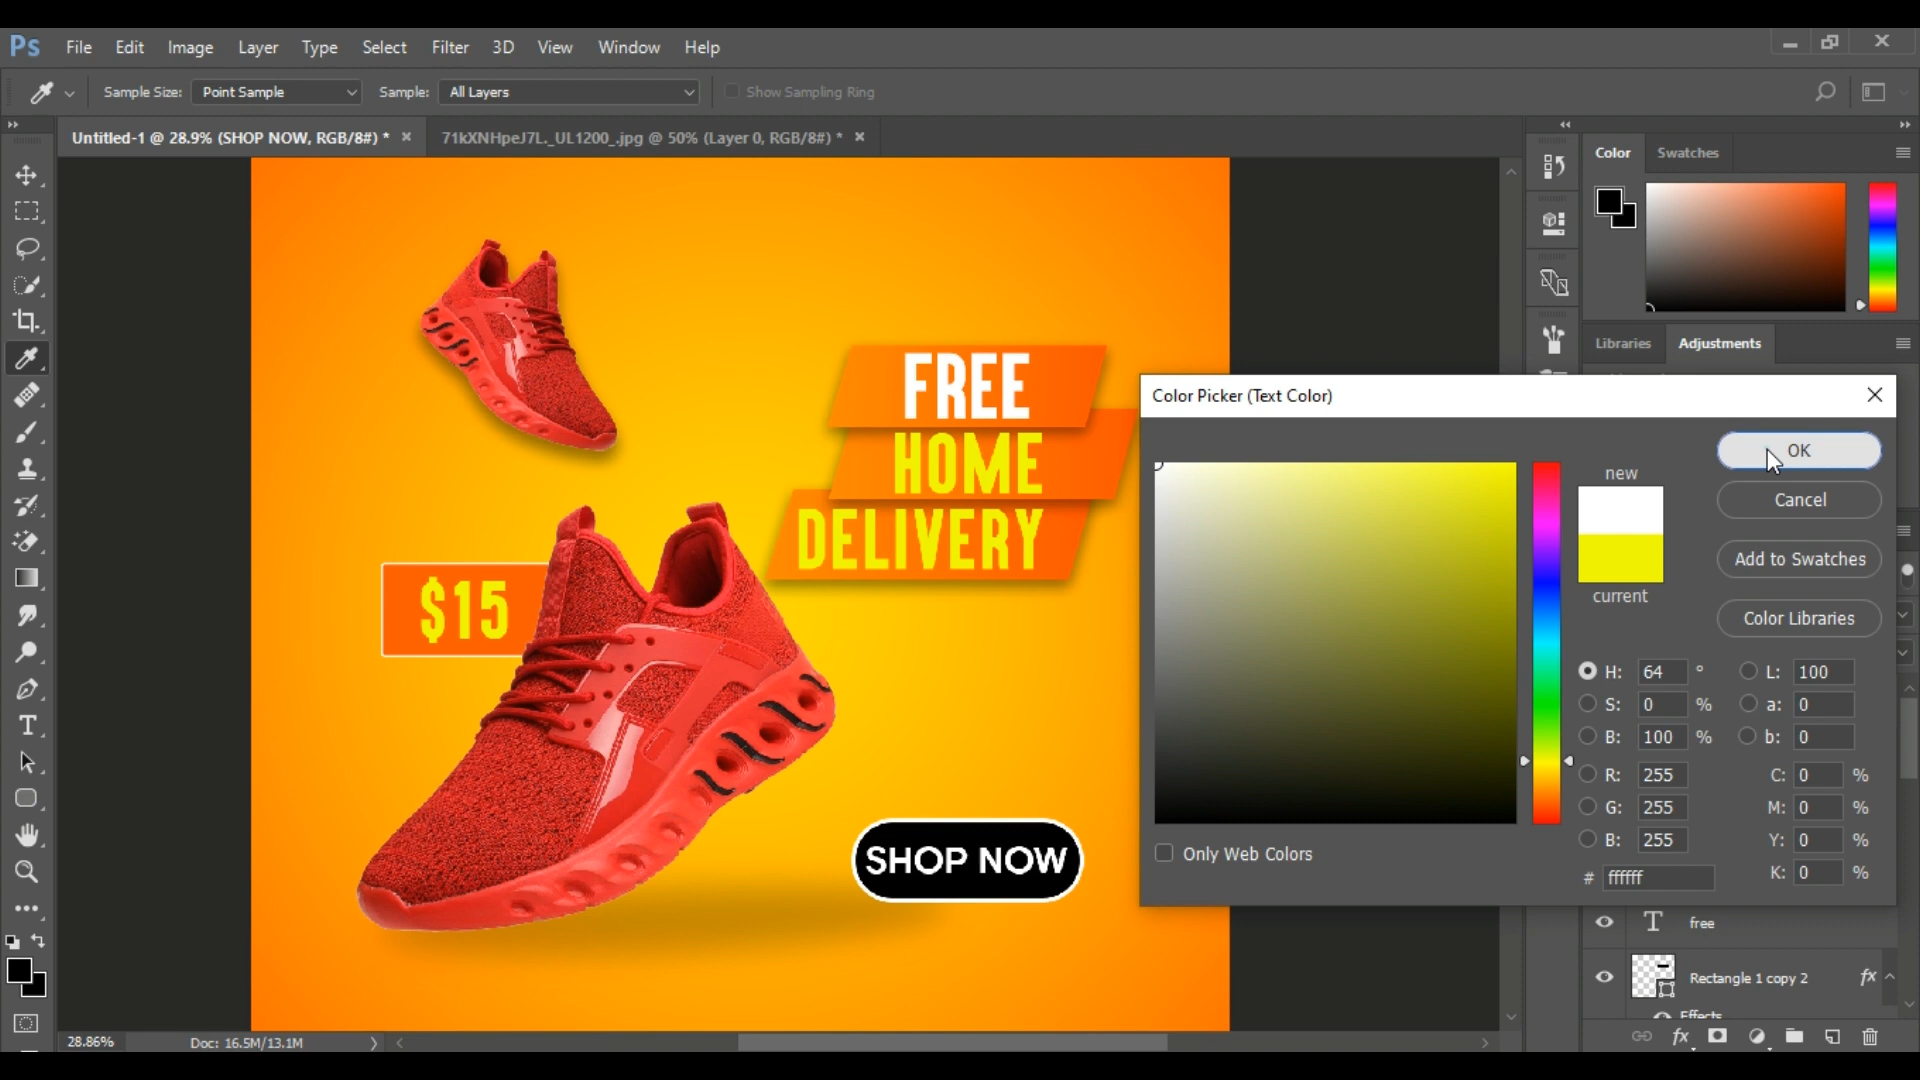 Ps File Edit Image Layer Type Select Filter 3D View Window Help
Sample Size: Point Sample Sample: All Layers Show Sampling Ring
Untitled-1 @ 28.9% (SHOP NOW, RGB/8#) * 71kXNHpeJ7L._UL1200_.jpg @ 50% (Layer 0, RGB/8#) *
Color Swatches
Libraries Adjustments
FREE
HOME
DELIVERY
$15
SHOP NOW
Color Picker (Text Color)
OK
new
Cancel
Add to Swatches
current
Color Libraries
H: 64 ° L: 100
S: 0 % a: 0
B: 100 % b: 0
R: 255 C: 0 %
G: 255 M: 0 %
B: 255 Y: 0 %
# ffffff K: 0 %
Only Web Colors
T free
Rectangle 1 copy 2 fx
Effects
28.86% Doc: 16.5M/13.1M
fx